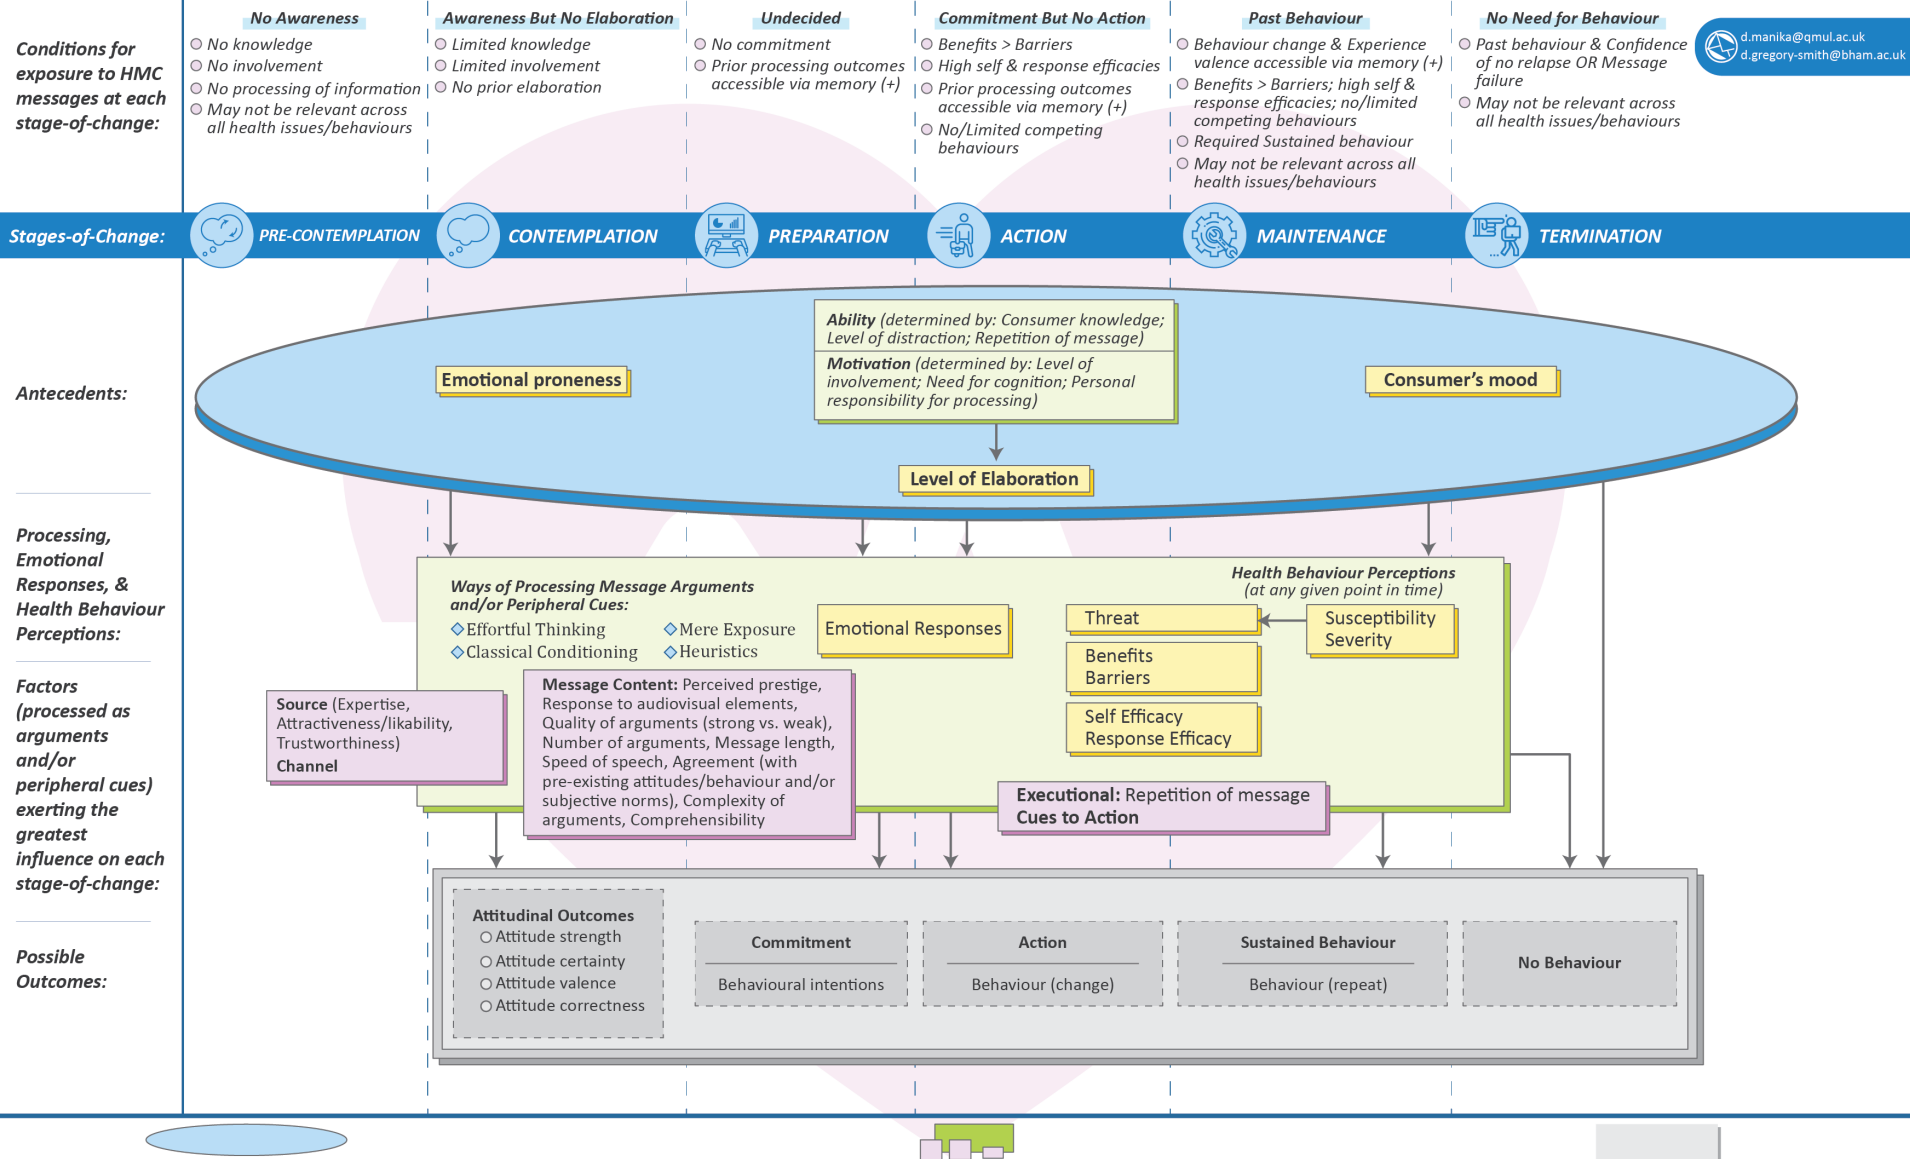 No Awareness
Awareness But No Elaboration
Undecided
Commitment But No Action
Past Behaviour
No Need for Behaviour
d.manika@qmul.ac.uk
d.gregory-smith@bham.ac.uk
Conditions for
exposure to HMC
messages at each
stage-of-change:
No knowledge
No involvement
No processing of information
May not be relevant across
all health issues/behaviours
Limited knowledge
Limited involvement
No prior elaboration
No commitment
Prior processing outcomes
accessible via memory (+)
Benefits > Barriers
High self & response efficacies
Prior processing outcomes
accessible via memory (+)
No/Limited competing
behaviours
Behaviour change & Experience
valence accessible via memory (+)
Benefits > Barriers; high self &
response efficacies; no/limited
competing behaviours
Required Sustained behaviour
May not be relevant across all
health issues/behaviours
Past behaviour & Confidence
of no relapse OR Message
failure
May not be relevant across
all health issues/behaviours
Stages-of-Change:
PRE-CONTEMPLATION
CONTEMPLATION
PREPARATION
ACTION
MAINTENANCE
TERMINATION
Antecedents:
Emotional proneness
Ability (determined by: Consumer knowledge;
Level of distraction; Repetition of message)
Motivation (determined by: Level of
involvement; Need for cognition; Personal
responsibility for processing)
Consumer's mood
Level of Elaboration
Processing,
Emotional
Responses, &
Health Behaviour
Perceptions:
Ways of Processing Message Arguments
and/or Peripheral Cues:
Effortful Thinking
Mere Exposure
Classical Conditioning
Heuristics
Emotional Responses
Health Behaviour Perceptions
(at any given point in time)
Threat
Susceptibility
Severity
Benefits
Barriers
Self Efficacy
Response Efficacy
Factors
(processed as
arguments
and/or
peripheral cues)
exerting the
greatest
influence on each
stage-of-change:
Source (Expertise,
Attractiveness/likability,
Trustworthiness)
Channel
Message Content: Perceived prestige,
Response to audiovisual elements,
Quality of arguments (strong vs. weak),
Number of arguments, Message length,
Speed of speech, Agreement (with
pre-existing attitudes/behaviour and/or
subjective norms), Complexity of
arguments, Comprehensibility
Executional: Repetition of message
Cues to Action
Possible
Outcomes:
Attitudinal Outcomes
Attitude strength
Attitude certainty
Attitude valence
Attitude correctness
Commitment
Behavioural intentions
Action
Behaviour (change)
Sustained Behaviour
Behaviour (repeat)
No Behaviour